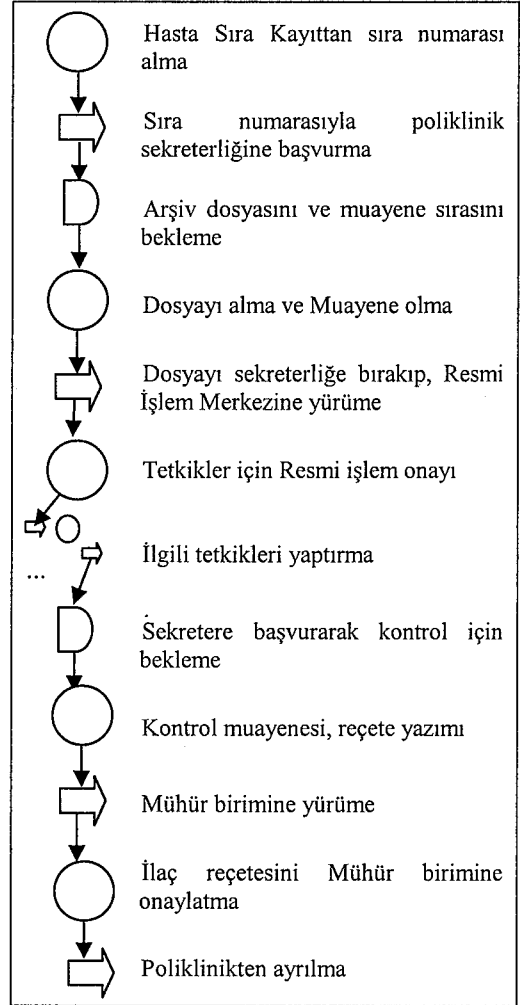 Hasta Sıra Kayıttan sıra numarası
alma
Sıra numarasıyla poliklinik
sekreterliğine başvurma
Arşiv dosyasını ve muayene sırasını
bekleme
Dosyayı alma ve Muayene olma
Dosyayı sekreterliğe bırakıp, Resmi
İşlem Merkezine yürüme
Tetkikler için Resmi işlem onayı
İlgili tetkikleri yaptırma
...
Sekretere başvurarak kontrol için
bekleme
Kontrol muayenesi, reçete yazımı
Mühür birimine yürüme
İlaç reçetesini Mühür birimine
onaylatma
Poliklinikten ayrılma